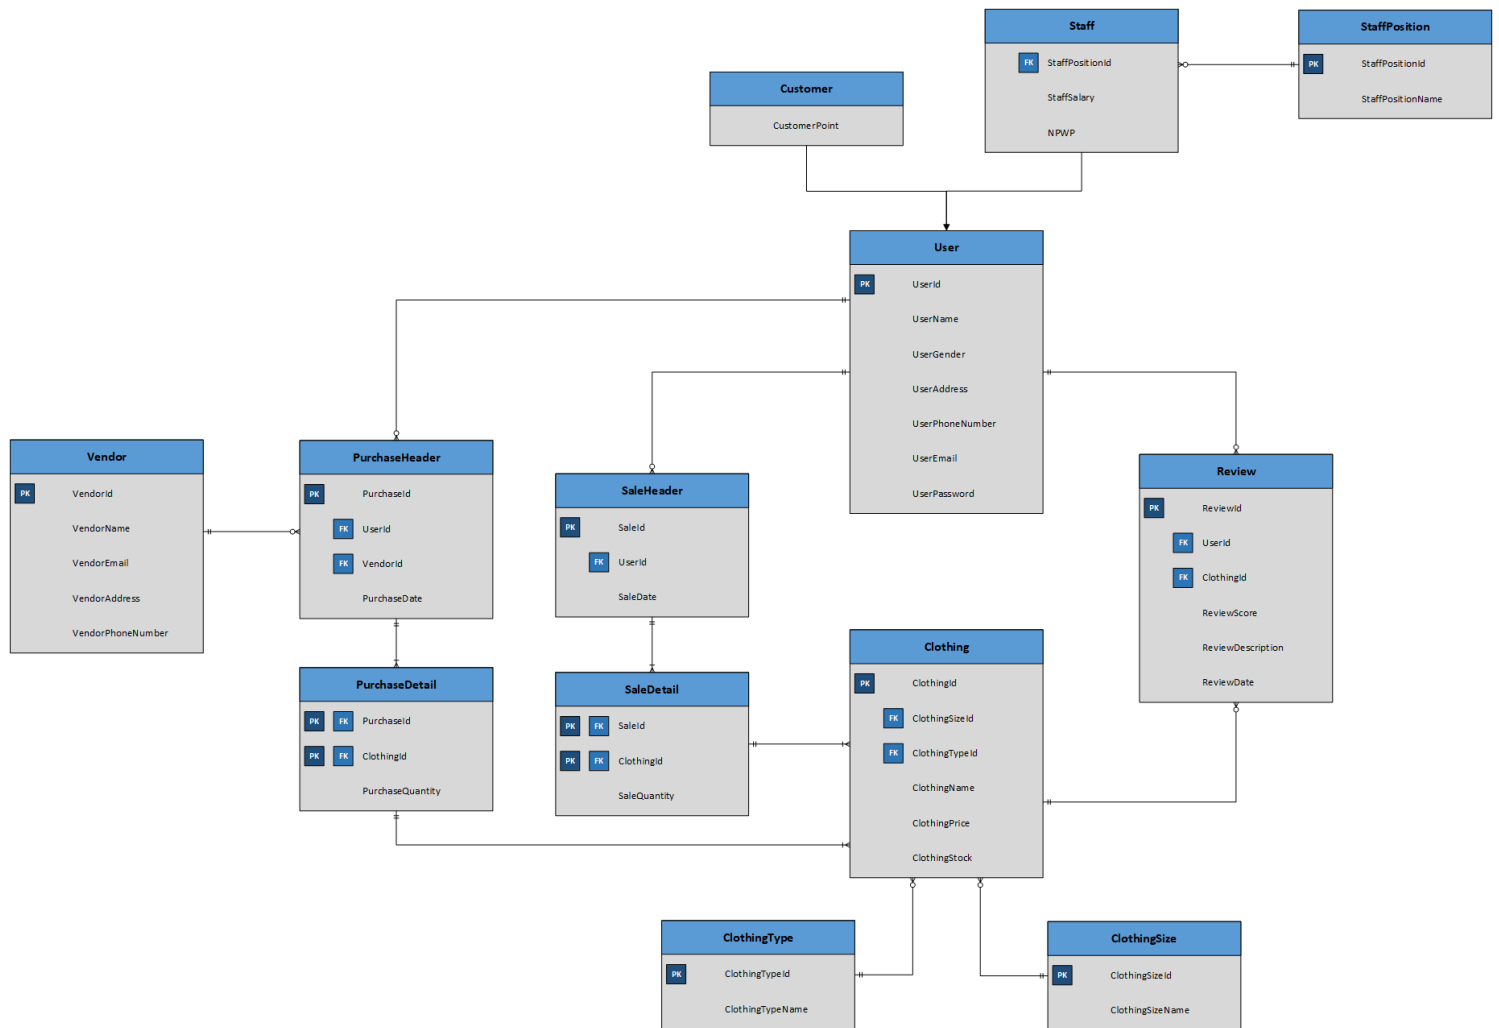 Staff
FK StaffPositionId
StaffSalary
NPWP
StaffPosition
PK StaffPositionId
StaffPositionName
Customer
CustomerPoint
User
PK UserId
UserName
UserGender
UserAddress
UserPhoneNumber
UserEmail
UserPassword
Vendor
PK VendorId
VendorName
VendorEmail
VendorAddress
VendorPhoneNumber
PurchaseHeader
PK PurchaseId
FK UserId
FK VendorId
PurchaseDate
SaleHeader
PK SaleId
FK UserId
SaleDate
Review
PK ReviewId
FK UserId
FK ClothingId
ReviewScore
ReviewDescription
ReviewDate
PurchaseDetail
PK FK PurchaseId
PK FK ClothingId
PurchaseQuantity
SaleDetail
PK FK SaleId
PK FK ClothingId
SaleQuantity
Clothing
PK ClothingId
FK ClothingSizeId
FK ClothingTypeId
ClothingName
ClothingPrice
ClothingStock
ClothingType
PK ClothingTypeId
ClothingTypeName
ClothingSize
PK ClothingSizeId
ClothingSizeName